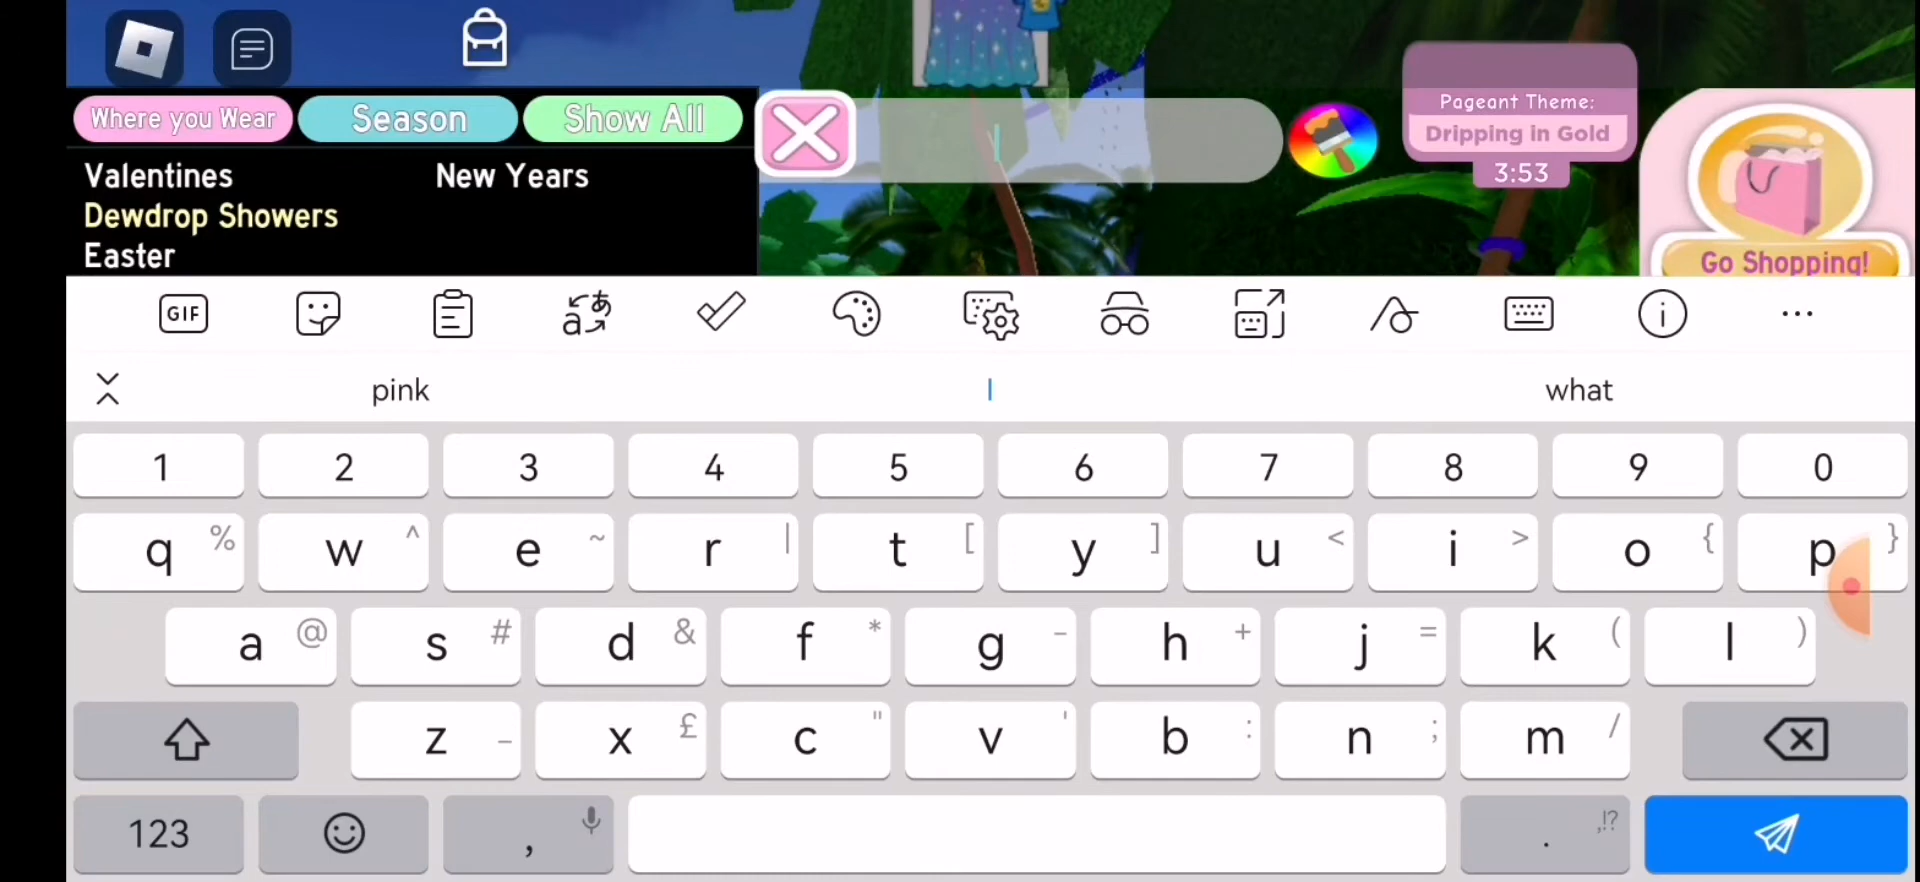 Where you Wear Season Show All
Valentines New Years
Dewdrop Showers
Easter
Pageant Theme:
Dripping in Gold
3:53
Go Shopping!
GIF
a あ
pink I what
1 2 3 4 5 6 7 8 9 0
q % w ^ e ~ r | t [ y ] u < i > o { p }
a @ s # d & f * g - h + j = k ( l )
z _ x £ c " v ' b : n ; m /
123 , . ,!?